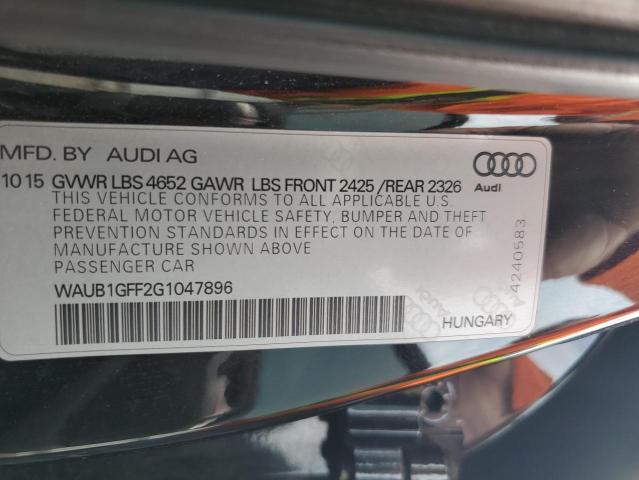 MFD. BY AUDI AG
10 15 GVWR LBS 4652 GAWR LBS FRONT 2425 /REAR 2326
THIS VEHICLE CONFORMS TO ALL APPLICABLE U.S.
FEDERAL MOTOR VEHICLE SAFETY, BUMPER AND THEFT
PREVENTION STANDARDS IN EFFECT ON THE DATE OF
MANUFACTURE SHOWN ABOVE
PASSENGER CAR
WAUB1GFF2G1047896
Audi
4240583
HUNGARY